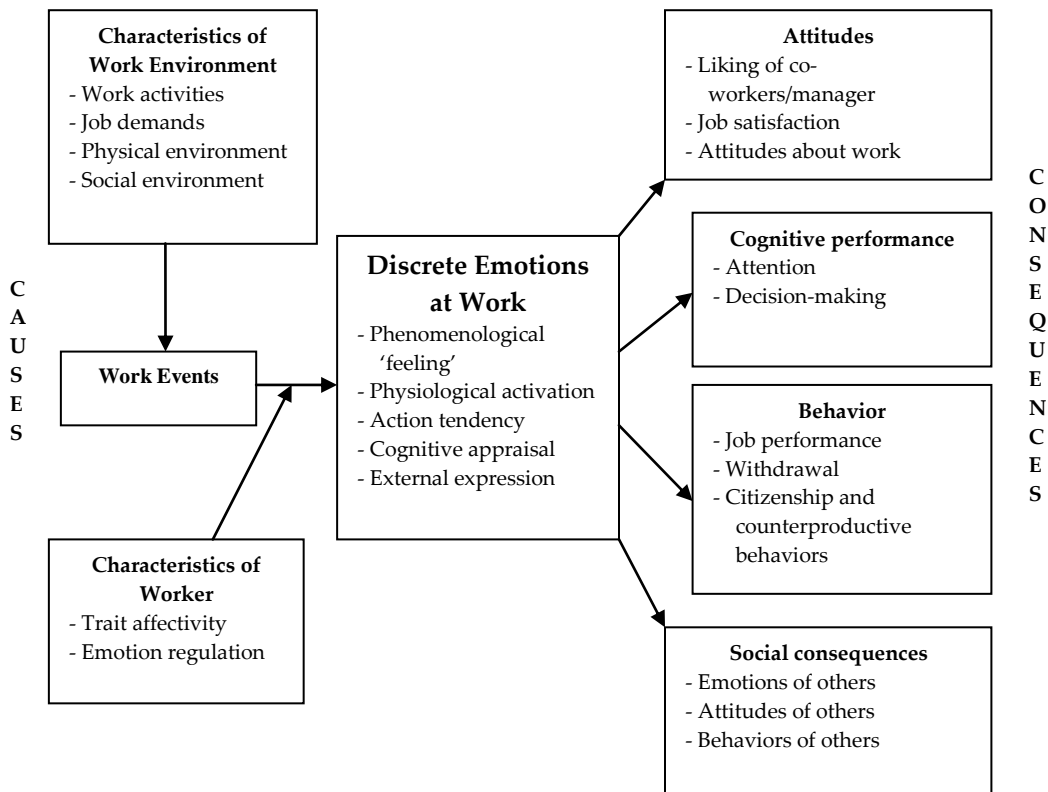 Characteristics of
Work Environment
- Work activities
- Job demands
- Physical environment
- Social environment
CAUSES
Work Events
Characteristics of
Worker
- Trait affectivity
- Emotion regulation
Discrete Emotions
at Work
- Phenomenological
‘feeling’
- Physiological activation
- Action tendency
- Cognitive appraisal
- External expression
Attitudes
- Liking of co-
workers/manager
- Job satisfaction
- Attitudes about work
Cognitive performance
- Attention
- Decision-making
Behavior
- Job performance
- Withdrawal
- Citizenship and
counterproductive
behaviors
Social consequences
- Emotions of others
- Attitudes of others
- Behaviors of others
CONSEQUENCES